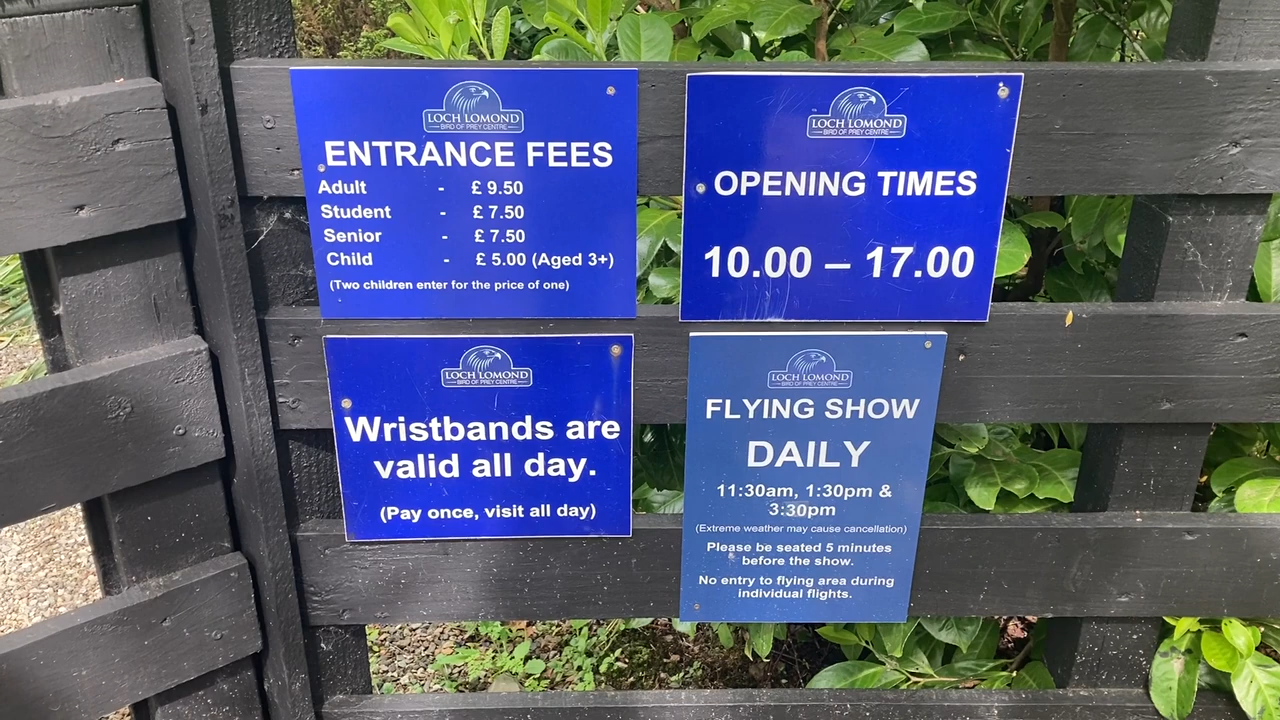 LOCH LOMOND
BIRD OF PREY CENTRE
ENTRANCE FEES
Adult - £ 9.50
Student - £ 7.50
Senior - £ 7.50
Child - £ 5.00 (Aged 3+)
(Two children enter for the price of one)
LOCH LOMOND
BIRD OF PREY CENTRE
OPENING TIMES
10.00 – 17.00
LOCH LOMOND
BIRD OF PREY CENTRE
Wristbands are
valid all day.
(Pay once, visit all day)
LOCH LOMOND
BIRD OF PREY CENTRE
FLYING SHOW
DAILY
11:30am, 1:30pm &
3:30pm
(Extreme weather may cause cancellation)
Please be seated 5 minutes
before the show.
No entry to flying area during
individual flights.